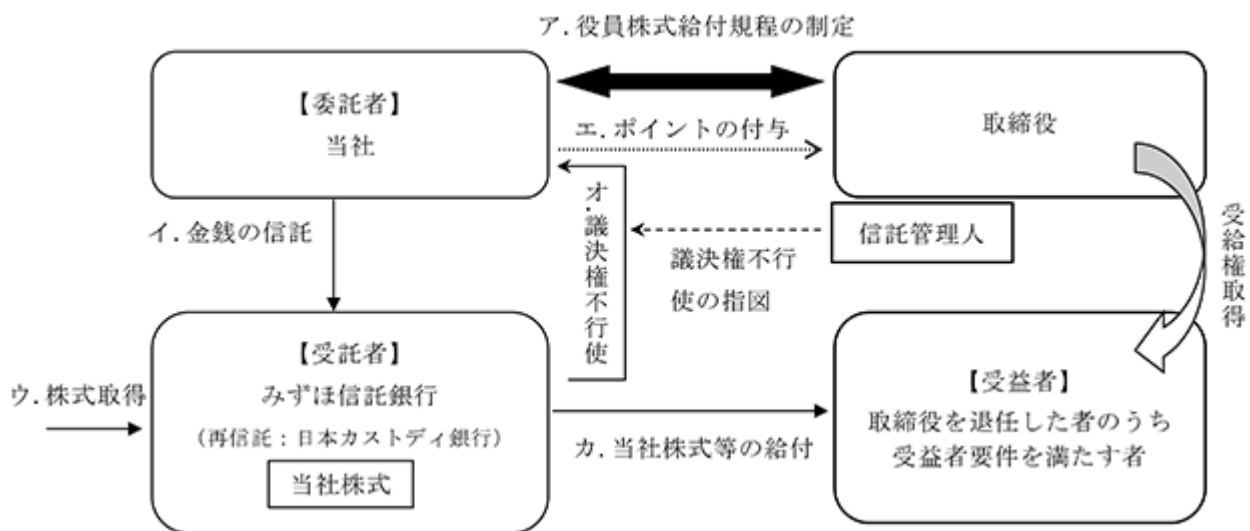 ア．役員株式給付規程の制定
【委託者】
当社
取締役
エ．ポイントの付与
イ．金銭の信託
オ．議決権不行使
信託管理人
議決権不行
使の指図
受給権取得
【受託者】
みずほ信託銀行
（再信託：日本カストディ銀行）
当社株式
ウ．株式取得
カ．当社株式等の給付
【受益者】
取締役を退任した者のうち
受益者要件を満たす者